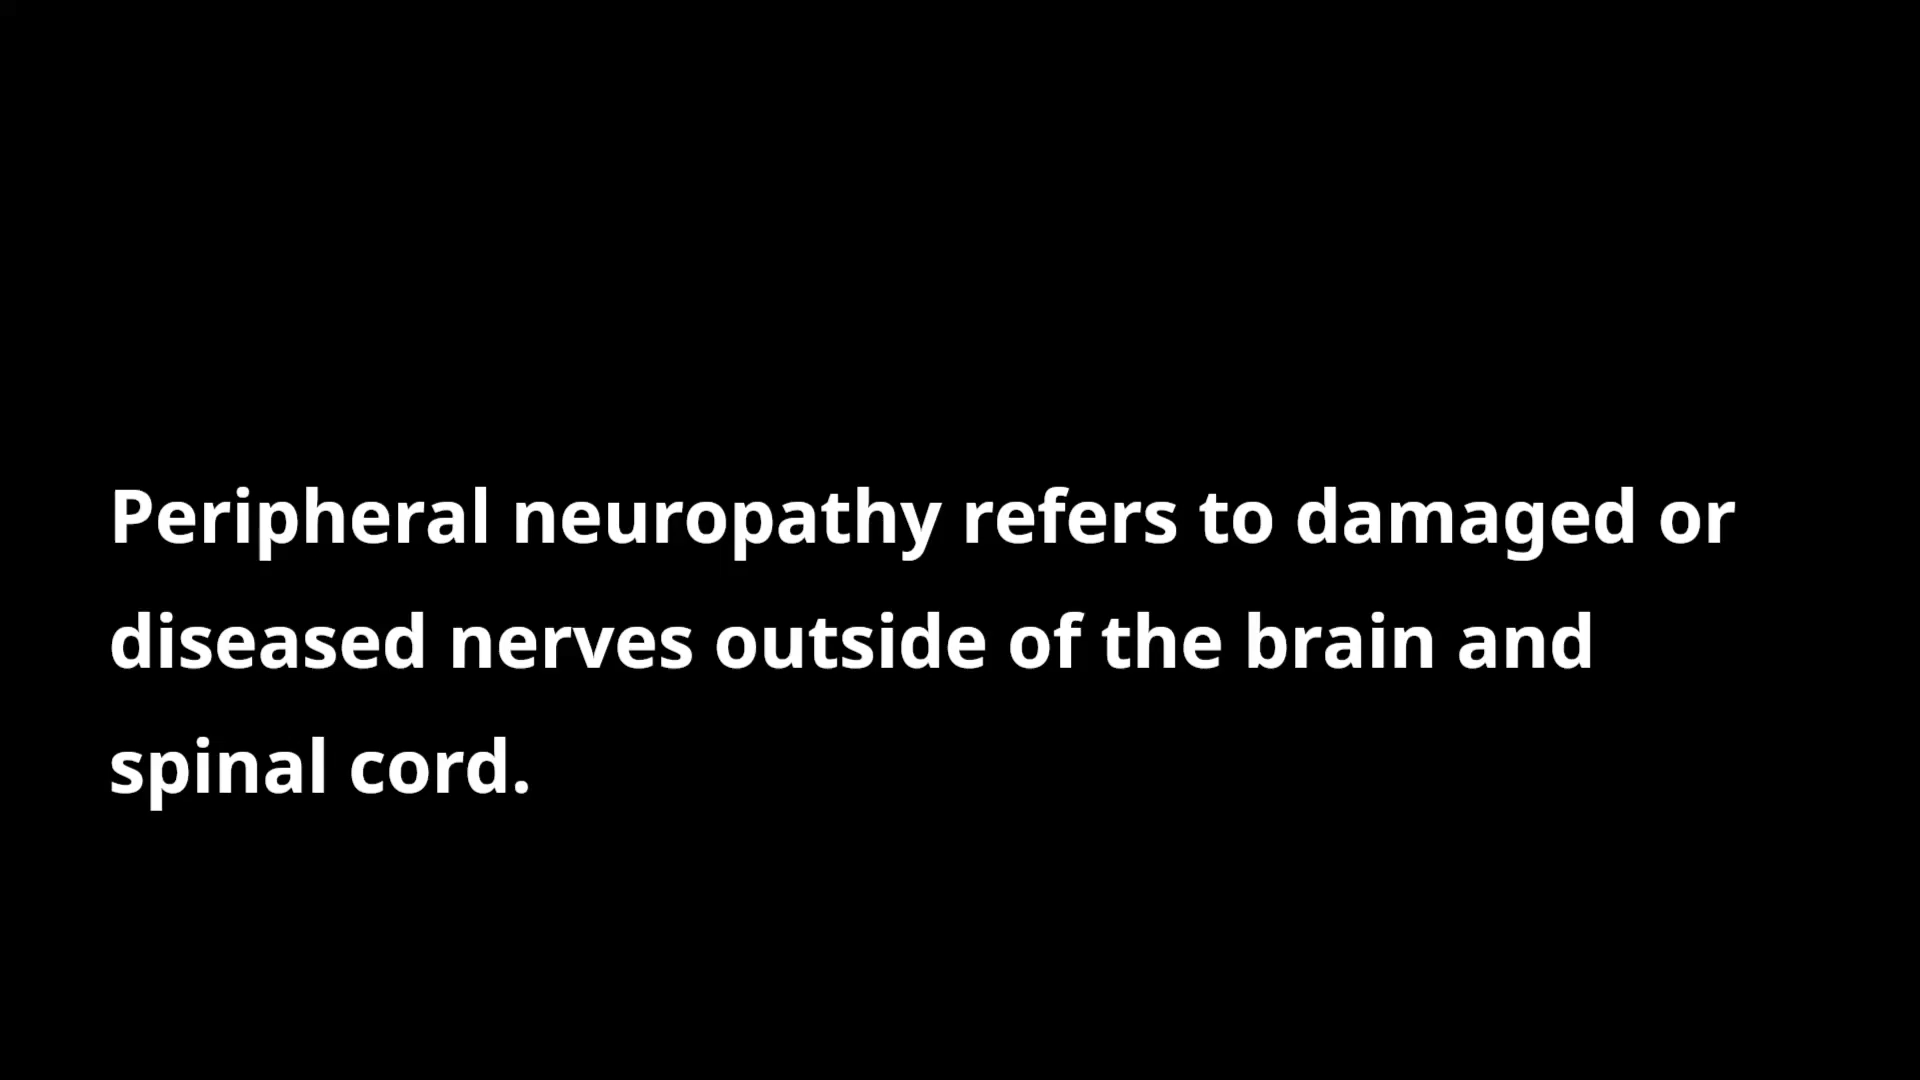 Peripheral neuropathy refers to damaged or
diseased nerves outside of the brain and
spinal cord.